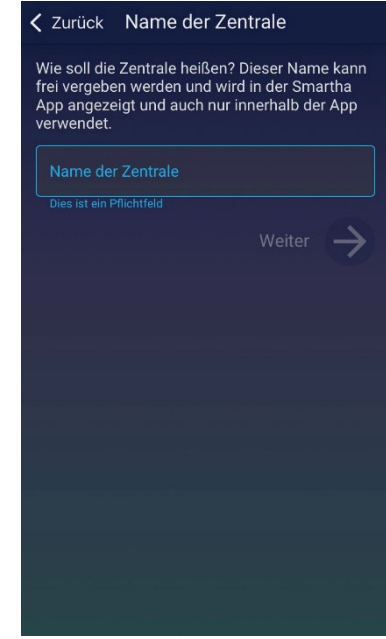 Zurück Name der Zentrale
Wie soll die Zentrale heißen? Dieser Name kann
frei vergeben werden und wird in der Smartha
App angezeigt und auch nur innerhalb der App
verwendet.
Name der Zentrale
Dies ist ein Pflichtfeld
Weiter